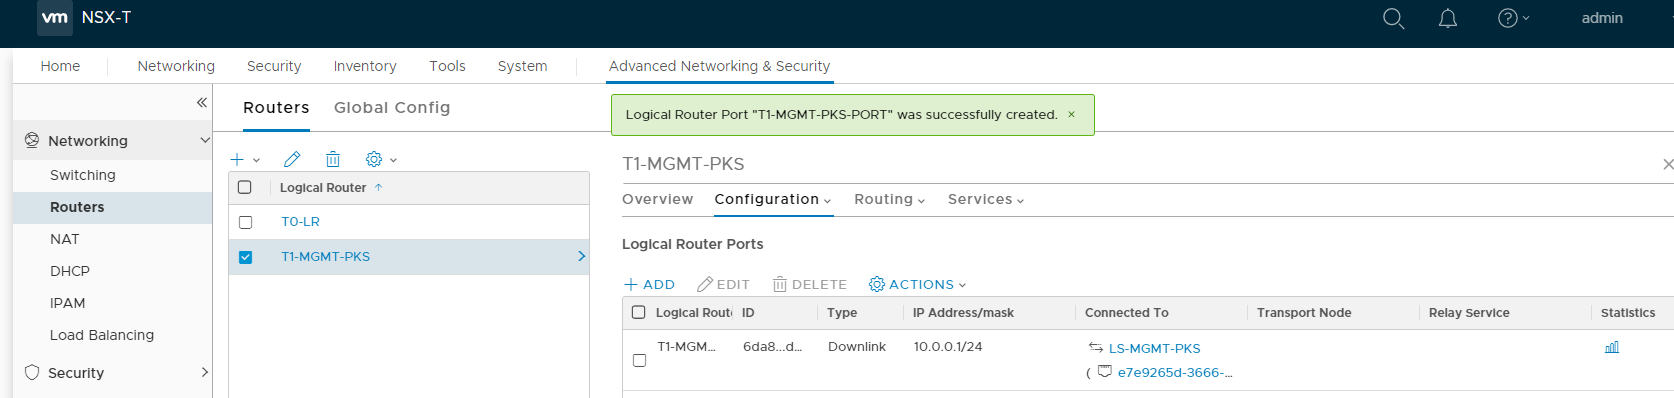 vm NSX-T admin
Home Networking Security Inventory Tools System Advanced Networking & Security
Routers Global Config
Logical Router Port "T1-MGMT-PKS-PORT" was successfully created. ×
Networking
Switching
Routers
NAT
DHCP
IPAM
Load Balancing
Security
Logical Router
T0-LR
T1-MGMT-PKS
T1-MGMT-PKS
Overview Configuration Routing Services
Logical Router Ports
ADD EDIT DELETE ACTIONS
Logical Route ID Type IP Address/mask Connected To Transport Node Relay Service Statistics
T1-MGM... 6da8...d... Downlink 10.0.0.1/24 LS-MGMT-PKS
( e7e9265d-3666-...